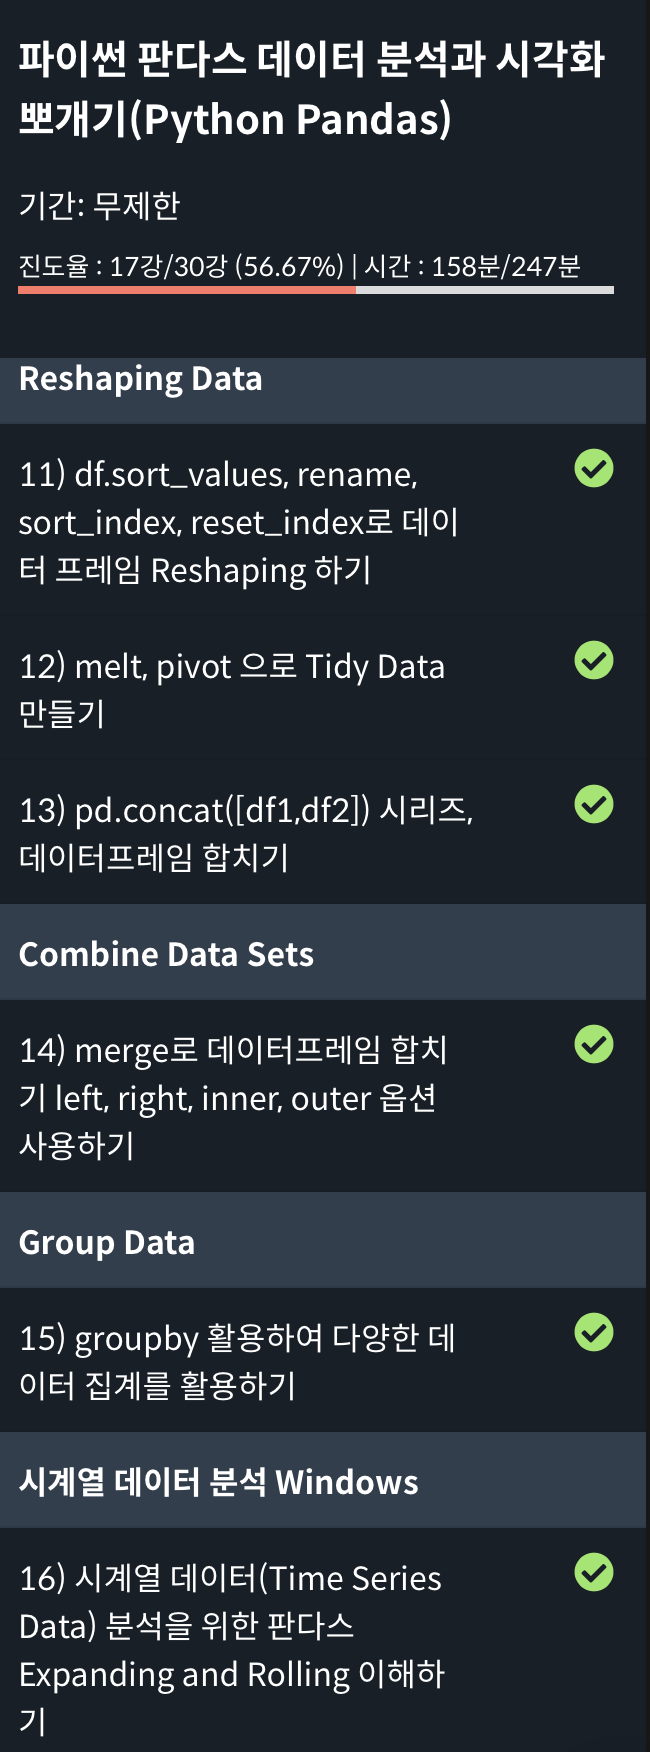 파이썬 판다스 데이터 분석과 시각화
뽀개기(Python Pandas)
기간: 무제한
진도율 : 17강/30강 (56.67%) | 시간 : 158분/247분
Reshaping Data
11) df.sort_values, rename,
sort_index, reset_index로 데이
터 프레임 Reshaping 하기
12) melt, pivot 으로 Tidy Data
만들기
13) pd.concat([df1,df2]) 시리즈,
데이터프레임 합치기
Combine Data Sets
14) merge로 데이터프레임 합치
기 left, right, inner, outer 옵션
사용하기
Group Data
15) groupby 활용하여 다양한 데
이터 집계를 활용하기
시계열 데이터 분석 Windows
16) 시계열 데이터(Time Series
Data) 분석을 위한 판다스
Expanding and Rolling 이해하
기